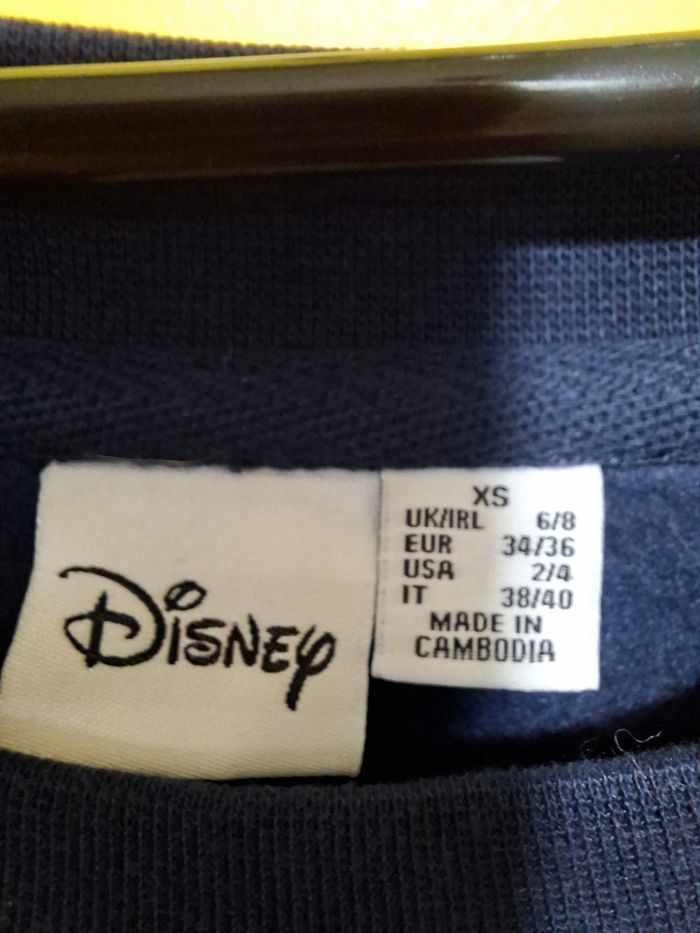 Disney
XS
UK/IRL 6/8
EUR 34/36
USA 2/4
IT 38/40
MADE IN
CAMBODIA